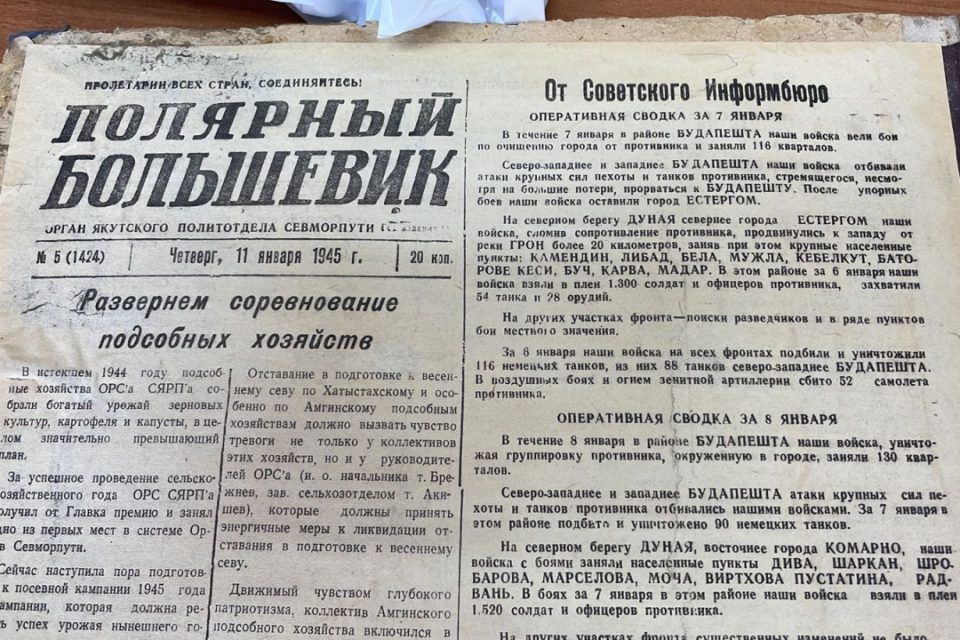 ПРОЛЕТАРИИ ВСЕХ СТРАН, СОЕДИНЯЙТЕСЬ!
ПОЛЯРНЫЙ
БОЛЬШЕВИК
ОРГАН ЯКУТСКОГО ПОЛИТОТДЕЛА СЕВМОРПУТИ
№ 5 (1424) Четверг, 11 января 1945 г. 20 коп.
Развернем соревнование
подсобных хозяйств
В истекшем 1944 году подсоб-
ные хозяйства ОРС'а СЯРП'а со-
брали богатый урожай зерновых
культур, картофеля и капусты, в це-
лом значительно превышающий
план.
За успешное проведение сельско-
хозяйственного года ОРС СЯРП'а
получил от Главка премию и занял
одно из первых мест в системе Ор-
в Севморпути.
Сейчас наступила пора подготов-
к посевной кампании 1945 года
ампании, которая должна ре-
ь успех урожая нынешнего го-
Отставание в подготовке к весен-
нему севу по Хатыстахскому и осо-
бенно по Амгинскому подсобным
хозяйствам должно вызвать чувство
тревоги не только у коллективов
этих хозяйств, но и у руководите-
лей ОРС'а (и. о. начальника т. Бре-
жнев, зав. сельхозотделом т. Аки-
шев), которые должны принять
энергичные меры к ликвидации от-
ставания в подготовке к весеннему
севу.
Движимый чувством глубокого
патриотизма, коллектив Амгинского
подсобного хозяйства включился в
От Советского Информбюро
ОПЕРАТИВНАЯ СВОДКА ЗА 7 ЯНВАРЯ
В течение 7 января в районе БУДАПЕШТА наши войска вели бои
по очищению города от противника и заняли 116 кварталов.
Северо-западнее и западнее БУДАПЕШТА наши войска отбивали
атаки крупных сил пехоты и танков противника, стремящегося, несмо-
тря на большие потери, прорваться к БУДАПЕШТУ. После упорных
боев наши войска оставили город ЕСТЕРГОМ.
На северном берегу ДУНАЯ севернее города ЕСТЕРГОМ наши
войска, сломив сопротивление противника, продвинулись к западу от
реки ГРОН более 20 километров, заняв при этом крупные населенные
пункты: КАМЕНДИН, ЛИБАД, БЕЛА, МУЖЛА, КЕБЕЛКУТ, БАТО-
РОВЕ КЕСИ, БУЧ, КАРВА, МАДАР. В этом районе за 6 января наши
войска взяли в плен 1.300 солдат и офицеров противника, захватили
54 танка и 28 орудий.
На других участках фронта—поиски разведчиков и в ряде пунктов
бои местного значения.
За 6 января наши войска на всех фронтах подбили и уничтожили
116 немецких танков, из них 88 танков северо-западнее БУДАПЕШТА.
В воздушных боях и огнем зенитной артиллерии сбито 52 самолета
противника.
ОПЕРАТИВНАЯ СВОДКА ЗА 8 ЯНВАРЯ
В течение 8 января в районе БУДАПЕШТА наши войска, уничто-
жая группировку противника, окруженную в городе, заняли 130 квар-
талов.
Северо-западнее и западнее БУДАПЕШТА атаки крупных сил пе-
хоты и танков противника отбивались нашими войсками. За 7 января в
этом районе подбито и уничтожено 90 немецких танков.
На северном берегу ДУНАЯ, восточнее города КОМАРНО, наши
войска с боями заняли населенные пункты ДИВА, ШАРКАН, ШРО-
БАРОВА, МАРСЕЛОВА, МОЧА, ВИРТХОВА ПУСТАТИНА, РАД-
ВАНЬ. В боях за 7 января в этом районе наши войска взяли в плен
1.520 солдат и офицеров противника.
На других участках фронта существенных изменений не было.